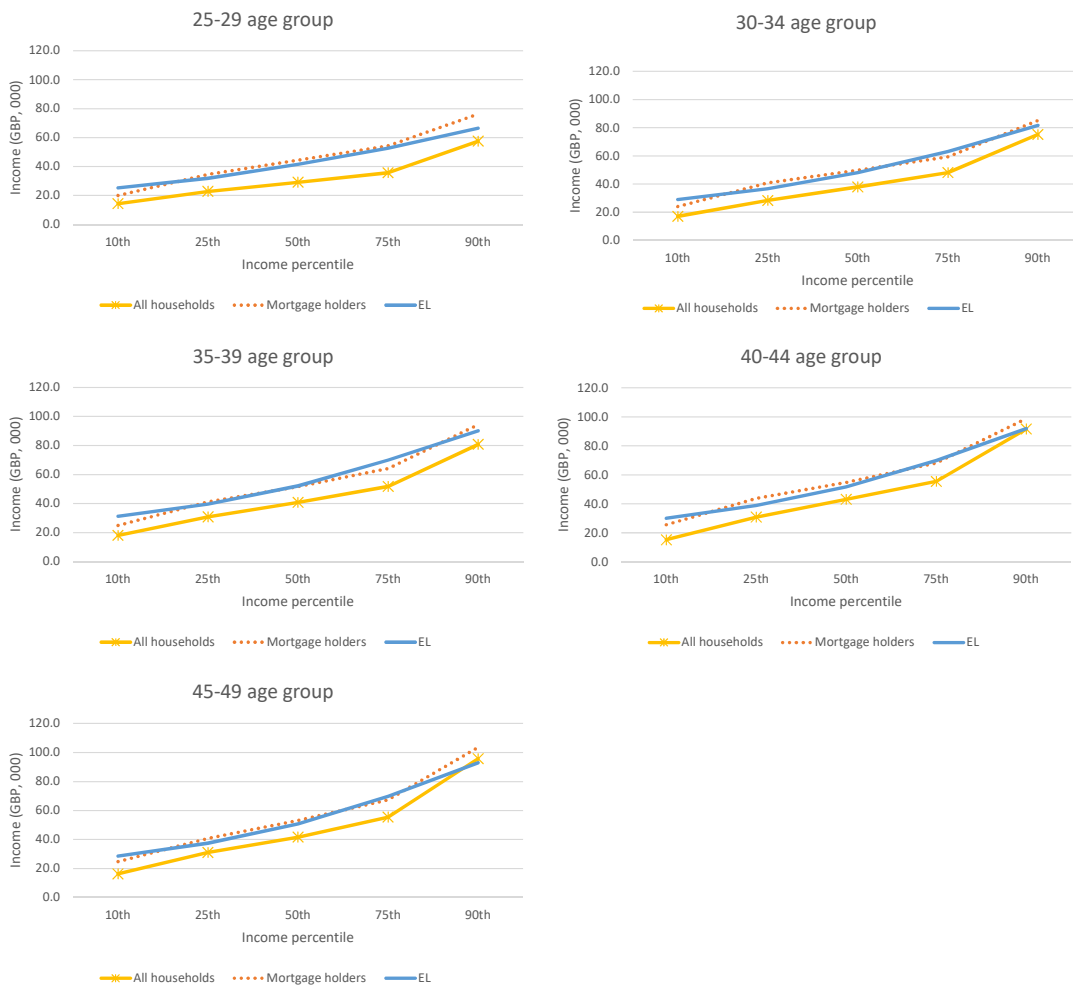 25-29 age group
120.0
100.0
80.0
60.0
40.0
20.0
0.0
Income (GBP, 000)
10th 25th 50th 75th 90th
Income percentile
All households Mortgage holders EL
30-34 age group
120.0
100.0
80.0
60.0
40.0
20.0
0.0
Income (GBP, 000)
10th 25th 50th 75th 90th
Income percentile
All households Mortgage holders EL
35-39 age group
120.0
100.0
80.0
60.0
40.0
20.0
0.0
Income (GBP, 000)
10th 25th 50th 75th 90th
Income percentile
All households Mortgage holders EL
40-44 age group
120.0
100.0
80.0
60.0
40.0
20.0
0.0
Income (GBP, 000)
10th 25th 50th 75th 90th
Income percentile
All households Mortgage holders EL
45-49 age group
120.0
100.0
80.0
60.0
40.0
20.0
0.0
Income (GBP, 000)
10th 25th 50th 75th 90th
Income percentile
All households Mortgage holders EL